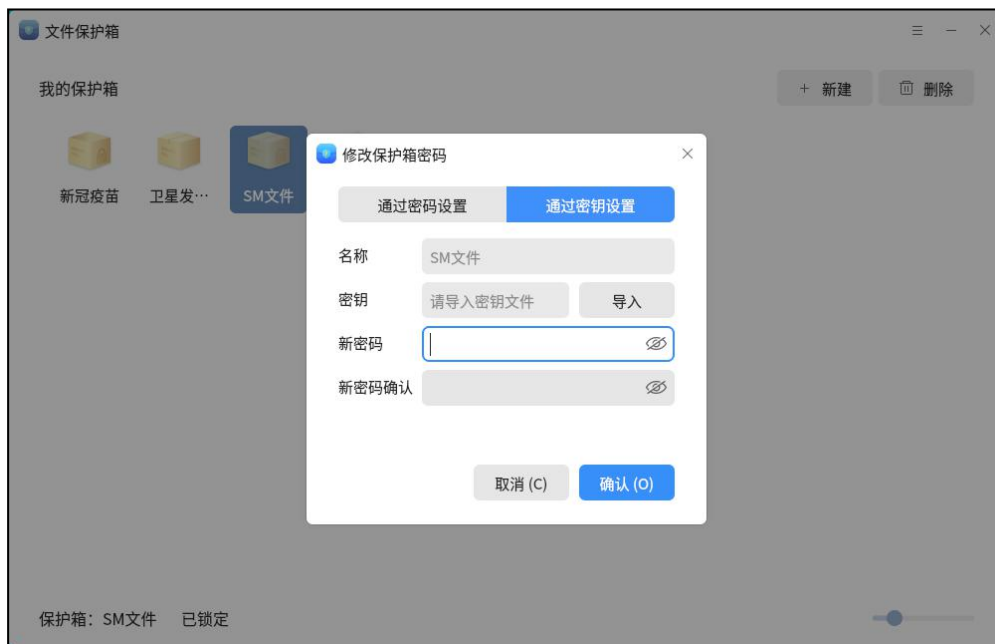 文件保护箱
我的保护箱
+ 新建
删除
新冠疫苗
卫星发…
SM文件
修改保护箱密码
通过密码设置
通过密钥设置
名称
SM文件
密钥
请导入密钥文件
导入
新密码
新密码确认
取消 (C)
确认 (O)
保护箱：SM文件 已锁定